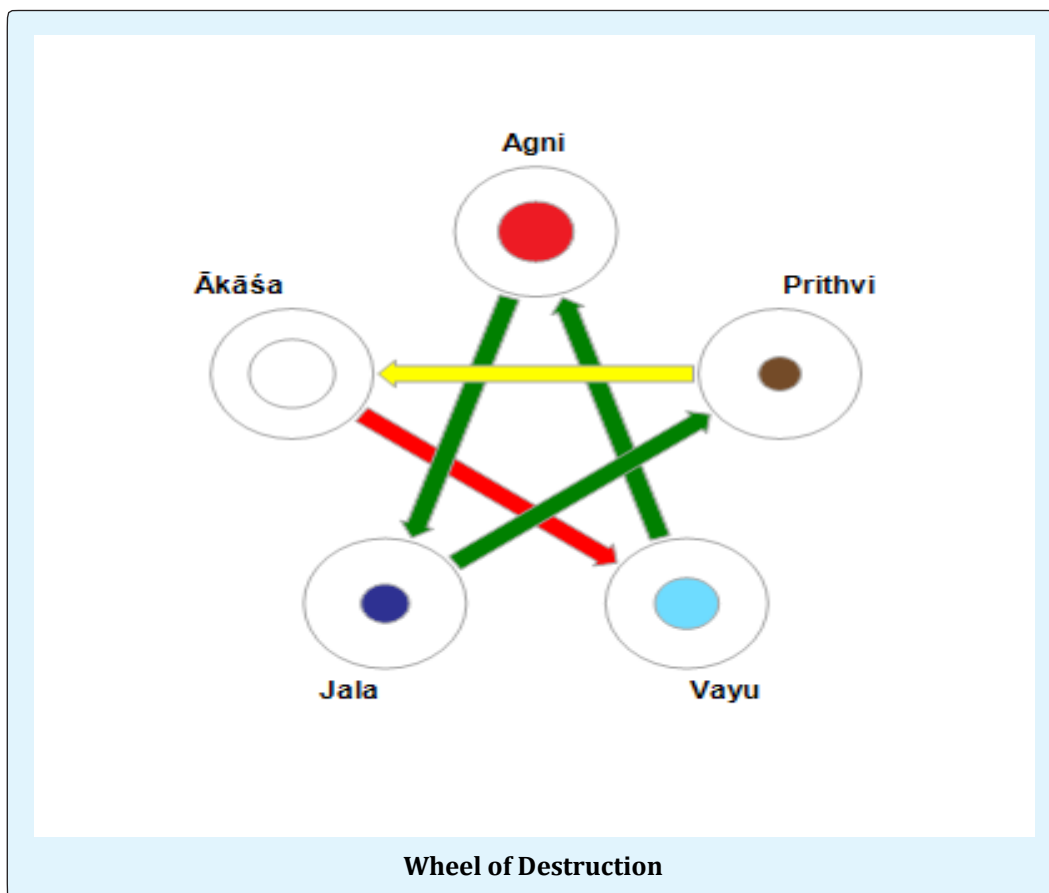 Agni
Ākāśa
Prithvi
Jala
Vayu
Wheel of Destruction